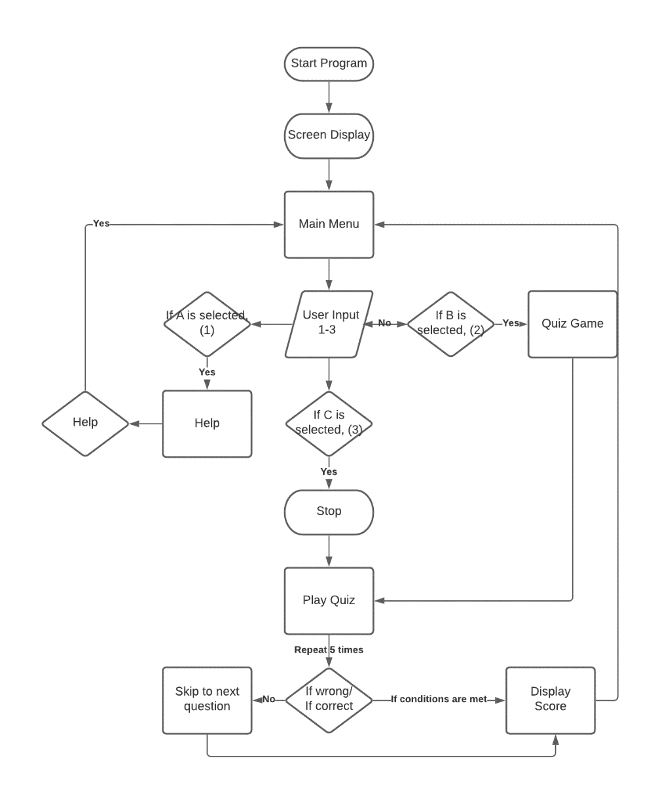 Start Program
Screen Display
Main Menu
Yes
If A is selected,
(1)
User Input
1-3
No
If B is
selected, (2)
Yes
Quiz Game
Yes
Help
Help
If C is
selected, (3)
Yes
Stop
Play Quiz
Repeat 5 times
Skip to next
question
No
If wrong/
If correct
If conditions are met
Display
Score